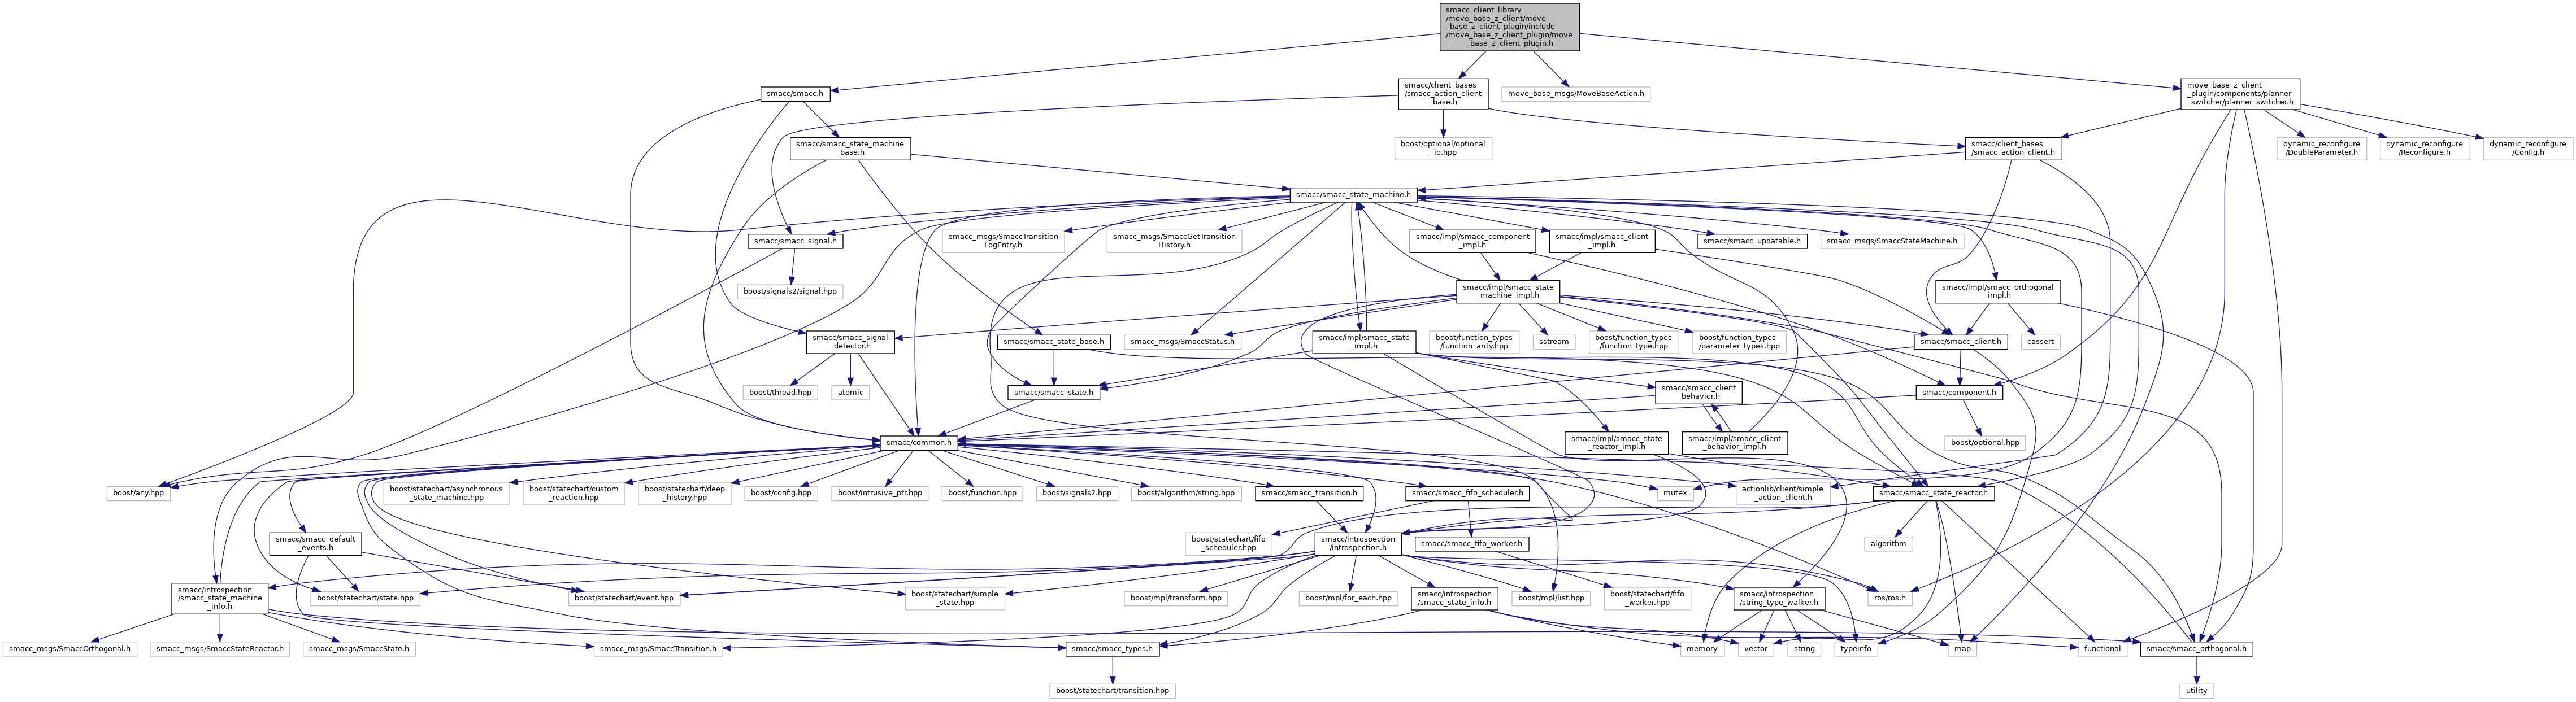 smacc_client_library
/move_base_z_client/move
_base_z_client_plugin/include
/move_base_z_client_plugin/move
_base_z_client_plugin.h
smacc/smacc.h
smacc/client_bases
/smacc_action_client
_base.h
move_base_msgs/MoveBaseAction.h
move_base_z_client
_plugin/components/planner
_switcher/planner_switcher.h
smacc/smacc_state_machine
_base.h
boost/optional/optional
_io.hpp
smacc/client_bases
/smacc_action_client.h
dynamic_reconfigure
/DoubleParameter.h
dynamic_reconfigure
/Reconfigure.h
dynamic_reconfigure
/Config.h
smacc/smacc_state_machine.h
smacc/smacc_signal.h
smacc_msgs/SmaccTransition
LogEntry.h
smacc_msgs/SmaccGetTransition
History.h
smacc/impl/smacc_component
_impl.h
smacc/impl/smacc_client
_impl.h
smacc/smacc_updatable.h
smacc_msgs/SmaccStateMachine.h
boost/signals2/signal.hpp
smacc/impl/smacc_state
_machine_impl.h
smacc/impl/smacc_orthogonal
_impl.h
smacc/smacc_signal
_detector.h
smacc/smacc_state_base.h
smacc_msgs/SmaccStatus.h
smacc/impl/smacc_state
_impl.h
boost/function_types
/function_arity.hpp
sstream
boost/function_types
/function_type.hpp
boost/function_types
/parameter_types.hpp
smacc/smacc_client.h
cassert
boost/thread.hpp
atomic
smacc/smacc_state.h
smacc/smacc_client
_behavior.h
smacc/component.h
smacc/common.h
smacc/impl/smacc_state
_reactor_impl.h
smacc/impl/smacc_client
_behavior_impl.h
boost/optional.hpp
boost/any.hpp
boost/statechart/asynchronous
_state_machine.hpp
boost/statechart/custom
_reaction.hpp
boost/statechart/deep
_history.hpp
boost/config.hpp
boost/intrusive_ptr.hpp
boost/function.hpp
boost/signals2.hpp
boost/algorithm/string.hpp
smacc/smacc_transition.h
smacc/smacc_fifo_scheduler.h
mutex
actionlib/client/simple
_action_client.h
smacc/smacc_state_reactor.h
smacc/smacc_default
_events.h
boost/statechart/fifo
_scheduler.hpp
smacc/introspection
/introspection.h
smacc/smacc_fifo_worker.h
algorithm
smacc/introspection
/smacc_state_machine
_info.h
boost/statechart/state.hpp
boost/statechart/event.hpp
boost/statechart/simple
_state.hpp
boost/mpl/transform.hpp
boost/mpl/for_each.hpp
smacc/introspection
/smacc_state_info.h
boost/mpl/list.hpp
boost/statechart/fifo
_worker.hpp
smacc/introspection
/string_type_walker.h
ros/ros.h
smacc_msgs/SmaccOrthogonal.h
smacc_msgs/SmaccStateReactor.h
smacc_msgs/SmaccState.h
smacc_msgs/SmaccTransition.h
smacc/smacc_types.h
memory
vector
string
typeinfo
map
functional
smacc/smacc_orthogonal.h
boost/statechart/transition.hpp
utility